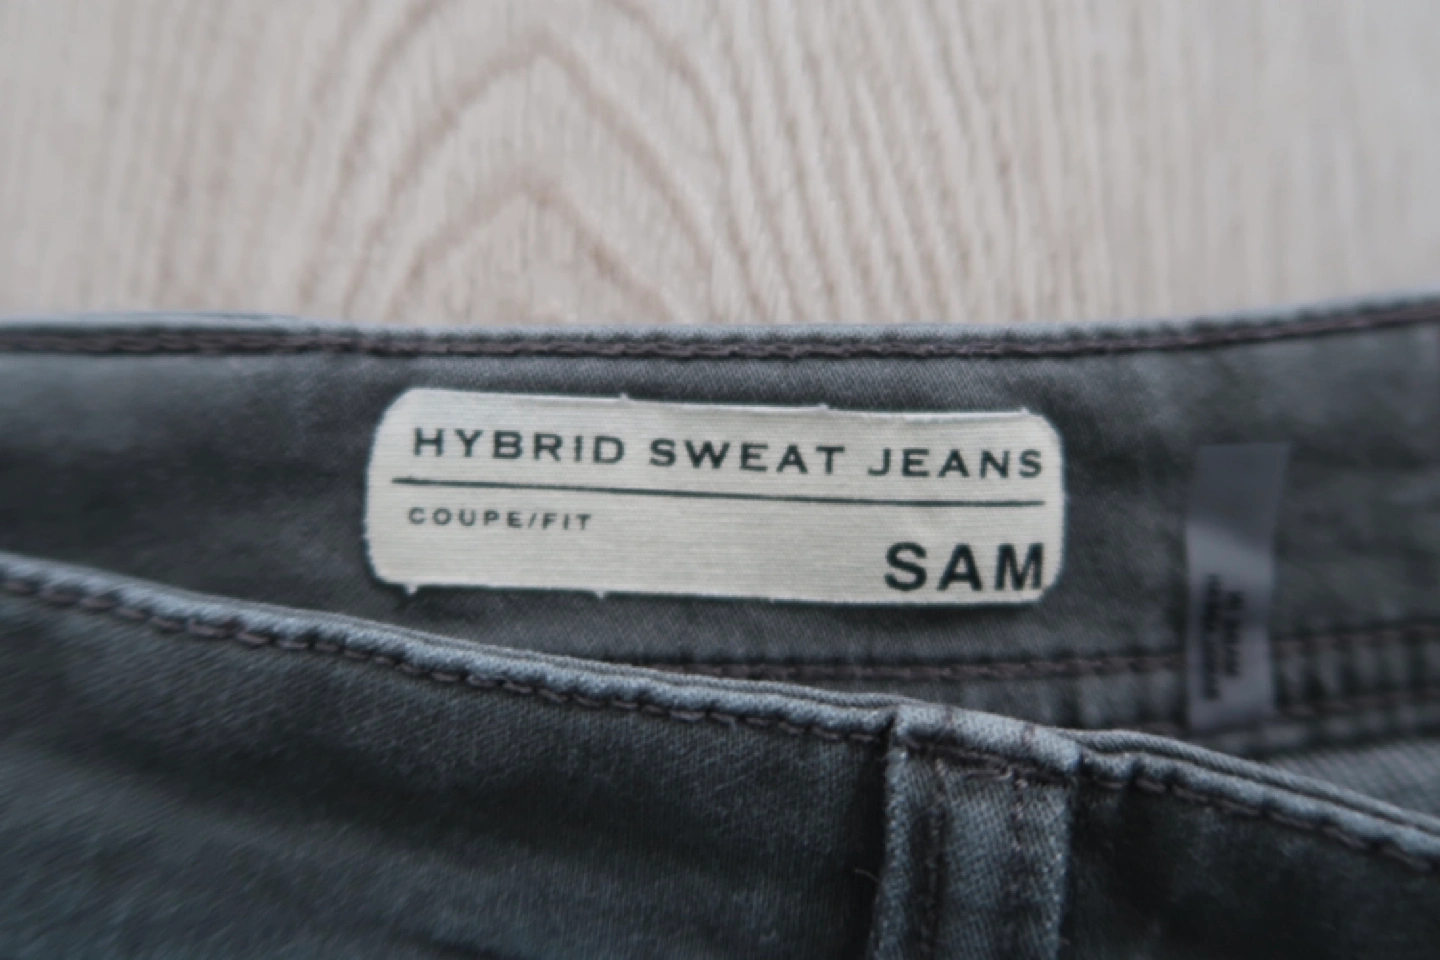 HYBRID SWEAT JEANS
COUPE/FIT
SAM